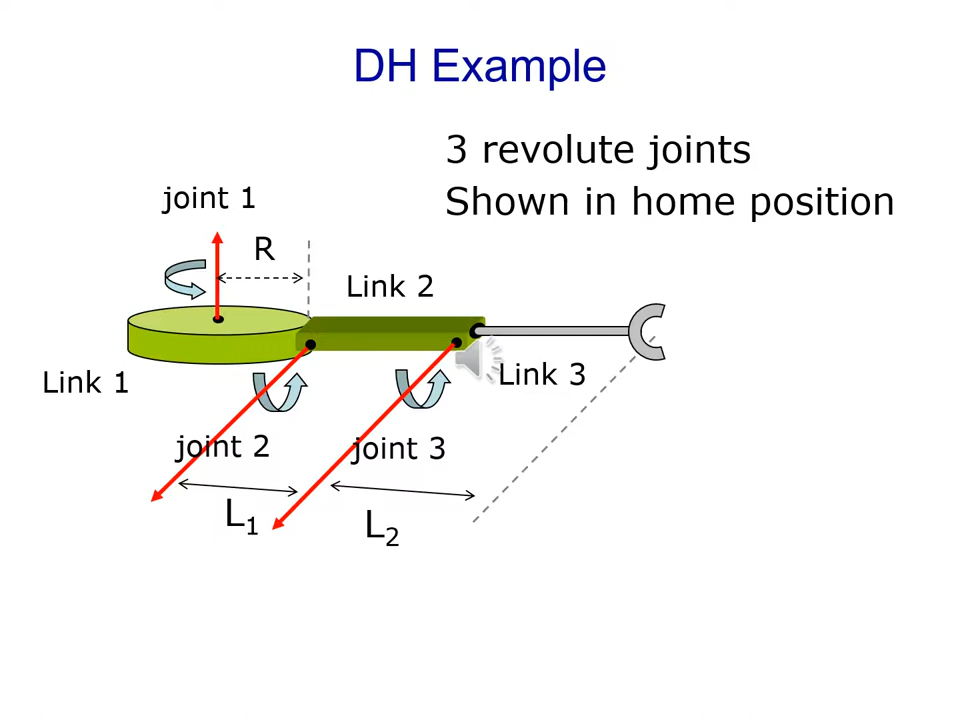 DH Example
3 revolute joints
Shown in home position
joint 1
R
Link 2
Link 1
Link 3
joint 2
joint 3
L1
L2